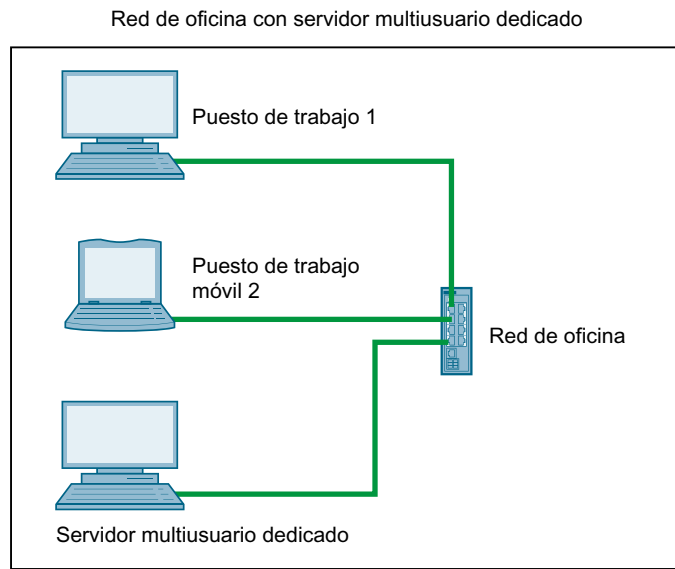 Red de oficina con servidor multiusuario dedicado
Puesto de trabajo 1
Puesto de trabajo
móvil 2
Red de oficina
Servidor multiusuario dedicado